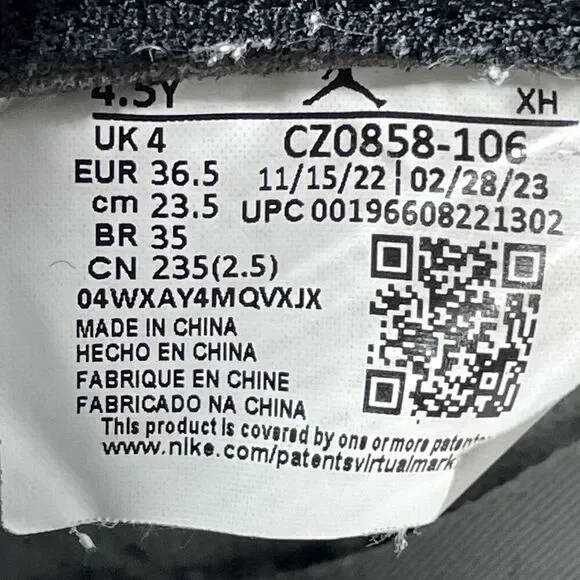 4.5Y XH
UK 4 CZ0858-106
EUR 36.5 11/15/22 | 02/28/23
cm 23.5 UPC 00196608221302
BR 35
CN 235(2.5)
04WXAY4MQVXJX
MADE IN CHINA
HECHO EN CHINA
FABRIQUE EN CHINE
FABRICADO NA CHINA
This product is covered by one or more patents
www.nike.com/patentsvirtualmark